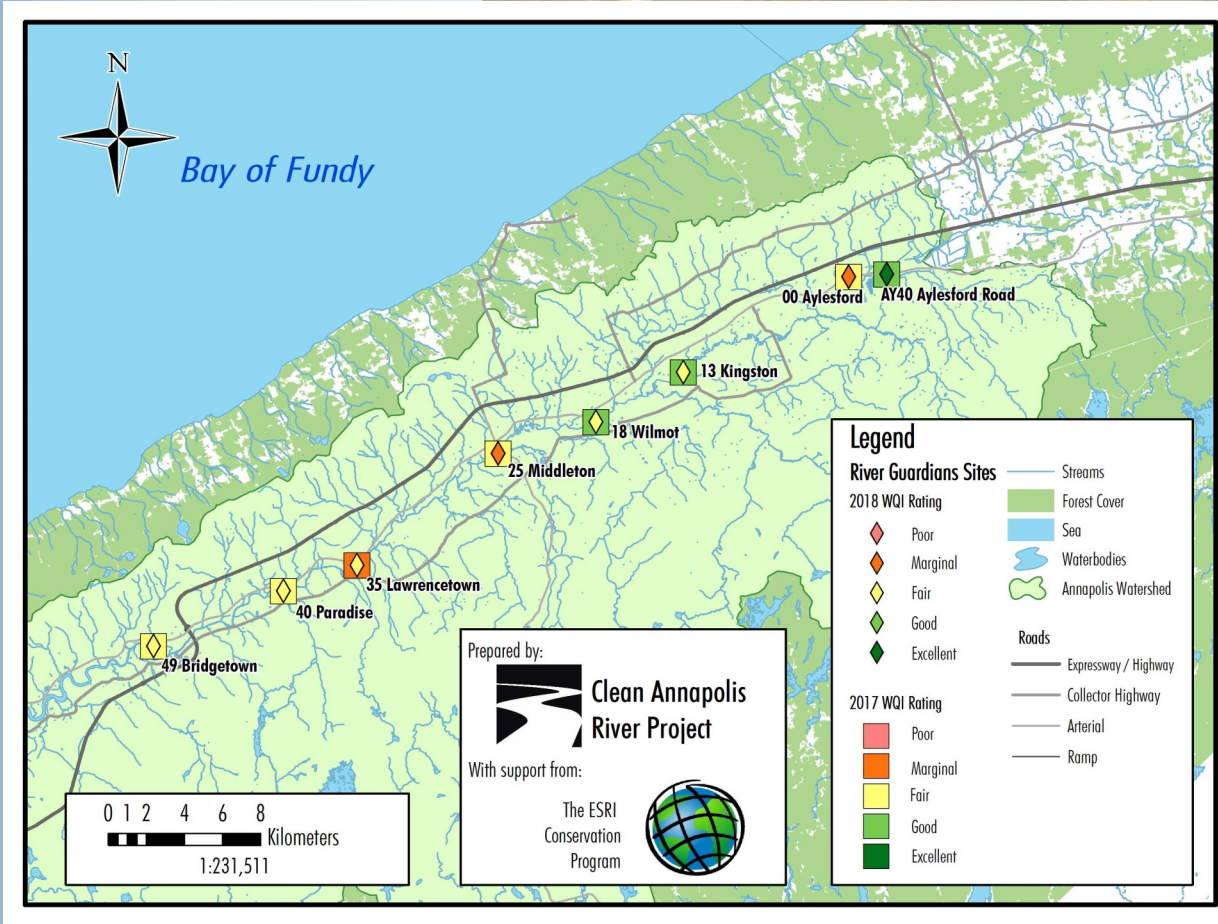 N
Bay of Fundy
00 Aylesford
AY40 Aylesford Road
13 Kingston
18 Wilmot
25 Middleton
35 Lawrencetown
40 Paradise
49 Bridgetown
0 1 2 4 6 8
Kilometers
1:231,511
Prepared by:
Clean Annapolis
River Project
With support from:
The ESRI
Conservation
Program
Legend
River Guardians Sites
2018 WQI Rating
Poor
Marginal
Fair
Good
Excellent
2017 WQI Rating
Poor
Marginal
Fair
Good
Excellent
Streams
Forest Cover
Sea
Waterbodies
Annapolis Watershed
Roads
Expressway / Highway
Collector Highway
Arterial
Ramp